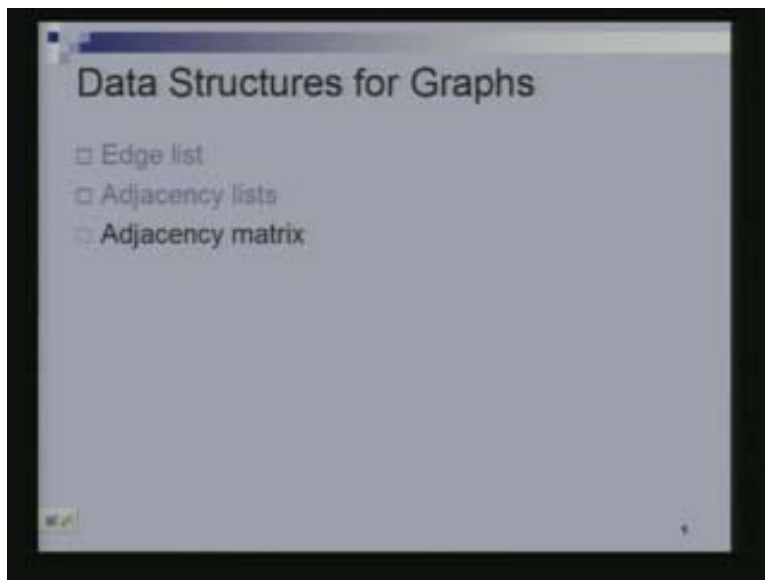 Data Structures for Graphs
Edge list
Adjacency lists
Adjacency matrix